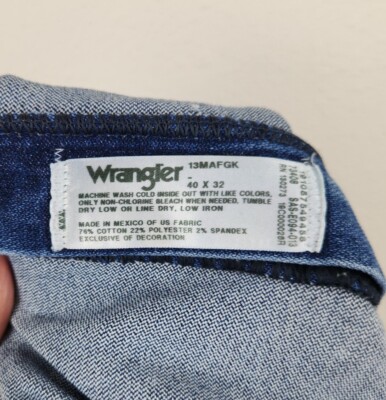 Wrangler
13MAFGK
-
40 X 32
MACHINE WASH COLD INSIDE OUT WITH LIKE COLORS,
ONLY NON-CHLORINE BLEACH WHEN NEEDED, TUMBLE
DRY LOW OR LINE DRY, LOW IRON
MADE IN MEXICO OF US FABRIC
76% COTTON 22% POLYESTER 2% SPANDEX
EXCLUSIVE OF DECORATION